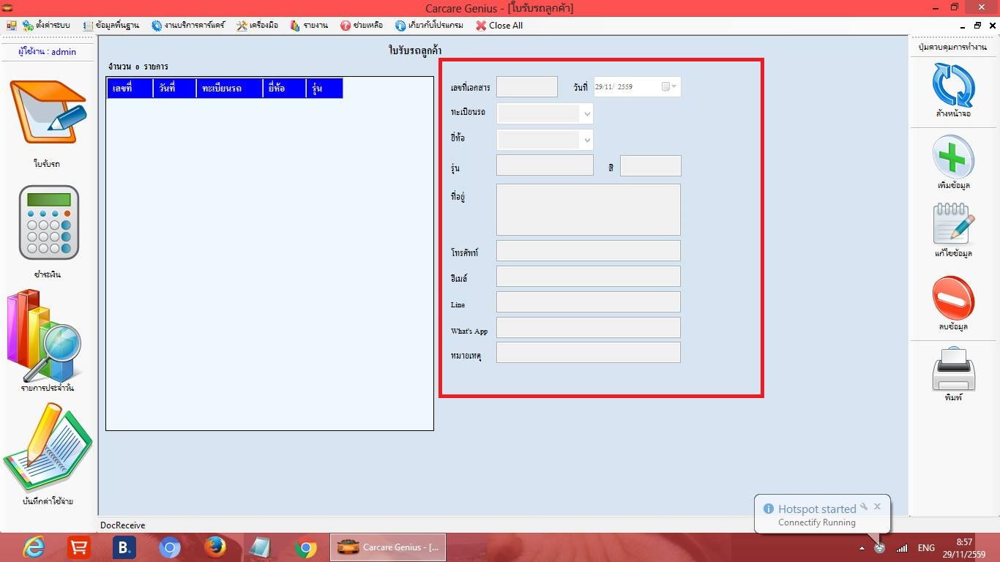 Carcare Genius - [ใบรับรถลูกค้า]
ตั้งค่าระบบ ข้อมูลพื้นฐาน งานบริการคาร์แคร์ เครื่องมือ รายงาน ช่วยเหลือ เกี่ยวกับโปรแกรม Close All
ผู้ใช้งาน : admin
ใบรับรถ
ชำระเงิน
รายการประจำวัน
บันทึกค่าใช้จ่าย
ใบรับรถลูกค้า
จำนวน 0 รายการ
เลขที่ วันที่ ทะเบียนรถ ยี่ห้อ รุ่น
เลขที่เอกสาร วันที่ 29/11/ 2559
ทะเบียนรถ
ยี่ห้อ
รุ่น สี
ที่อยู่
โทรศัพท์
อีเมล์
Line
What's App
หมายเหตุ
ปุ่มควบคุมการทำงาน
ล้างหน้าจอ
เพิ่มข้อมูล
แก้ไขข้อมูล
ลบข้อมูล
พิมพ์
Hotspot started
Connectify Running
DocReceive
B.
Carcare Genius - [...
ENG
8:57
29/11/2559